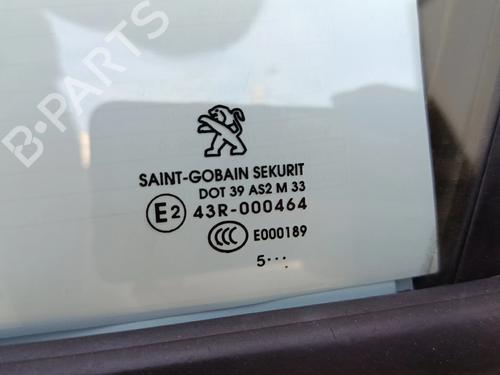 B-PARTS
SAINT-GOBAIN SEKURIT
DOT 39 AS2 M 33
E2 43R-000464
CCC E000189
5···